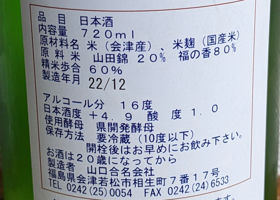 品 目 日本酒
内容量 720ml
原材料名 米（会津産）、米麹（国産米）
原 料 米 山田錦 20% 福の香80%
精米歩合 60%
製造年月 22/12
アルコール分 16度
日本酒度 +4.9 酸 度 1.0
使用酵母 県開発酵母
保存方法 要冷蔵（10度以下）
開栓後はお早めにお飲み下さい。
お酒は20歳になってから
製造者 山口合名会社
福島県会津若松市相生町7番17号
TEL 0242(25)0054 FAX 0242(24)6533